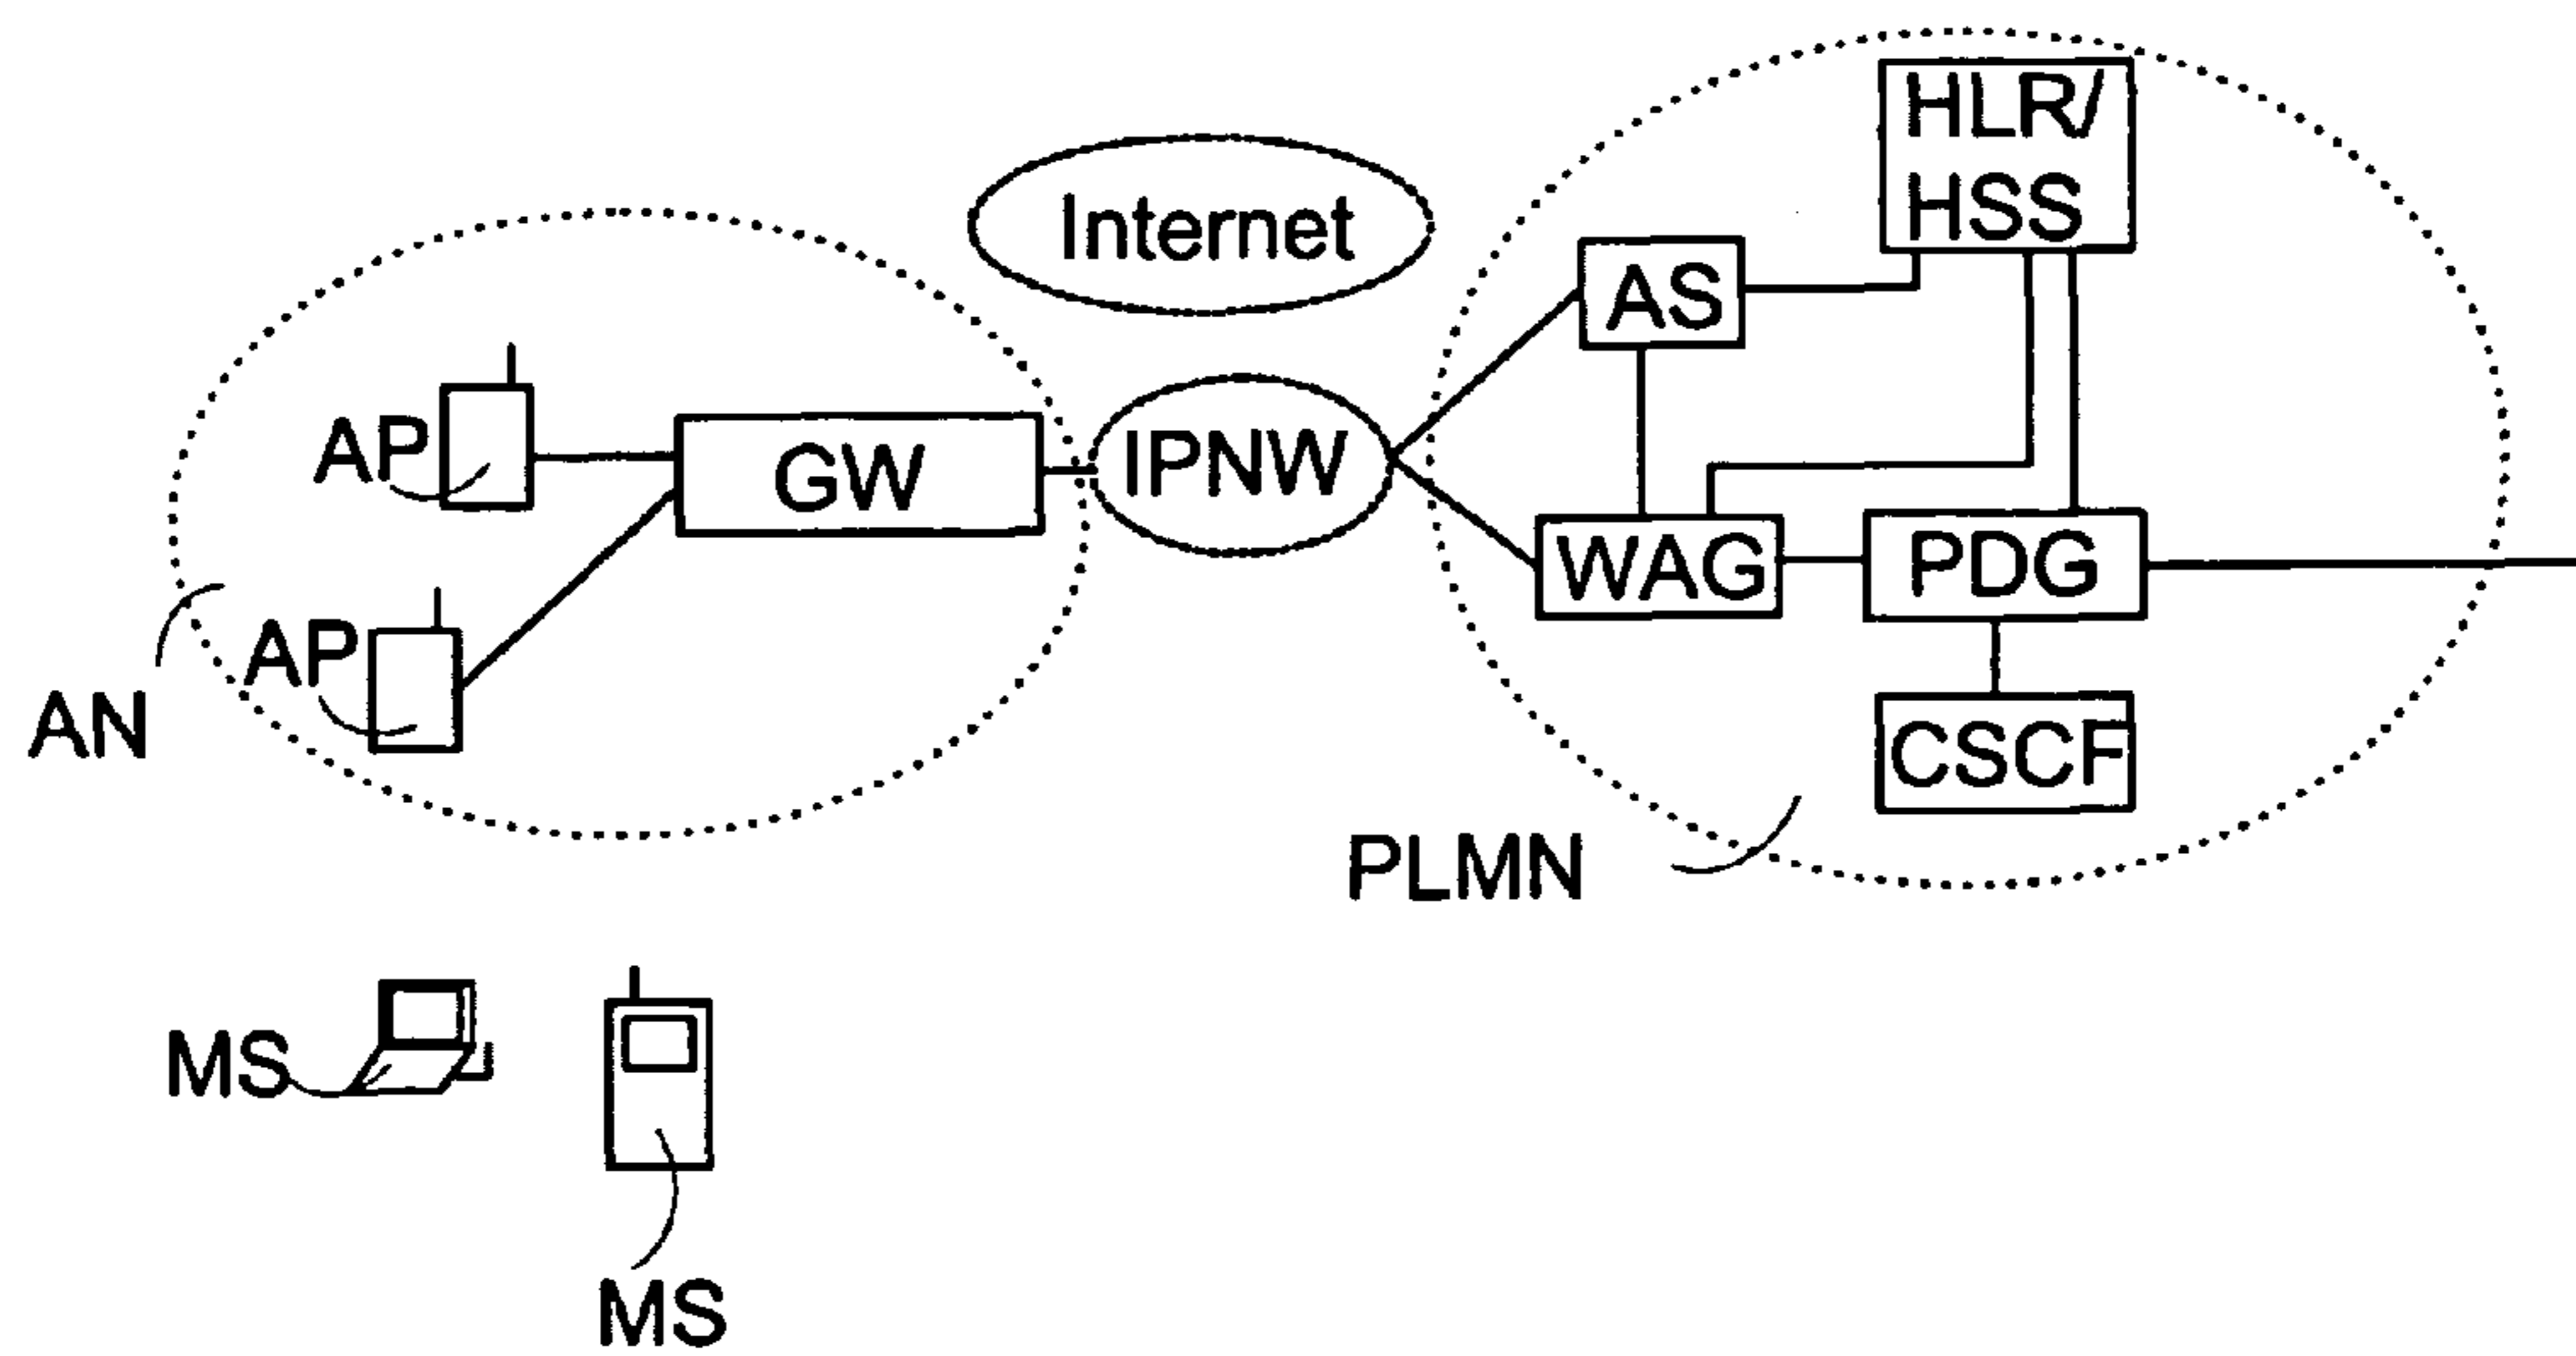 HLR/
HSS
Internet
AS
AP
GW
IPNW
WAG
PDG
AP
AN
CSCF
PLMN
MS
MS